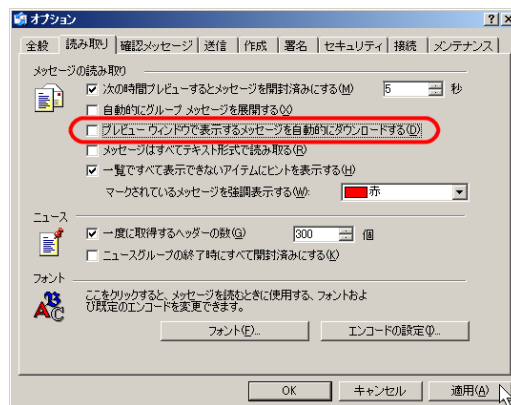 オプション
全般 読み取り 確認メッセージ 送信 作成 署名 セキュリティ 接続 メンテナンス
メッセージの読み取り
次の時間プレビューするとメッセージを開封済みにする(M) 5 秒
自動的にグループ メッセージを展開する(X)
プレビュー ウィンドウで表示するメッセージを自動的にダウンロードする(D)
メッセージはすべてテキスト形式で読み取る(R)
一覧ですべて表示できないアイテムにヒントを表示する(H)
マークされているメッセージを強調表示する(W): 赤
ニュース
一度に取得するヘッダーの数(G) 300 個
ニュースグループの終了時にすべて開封済みにする(K)
フォント
ここをクリックすると、メッセージを読むときに使用する、フォントおよ
び既定のエンコードを変更できます。
フォント(F)... エンコードの設定(I)...
OK キャンセル 適用(A)